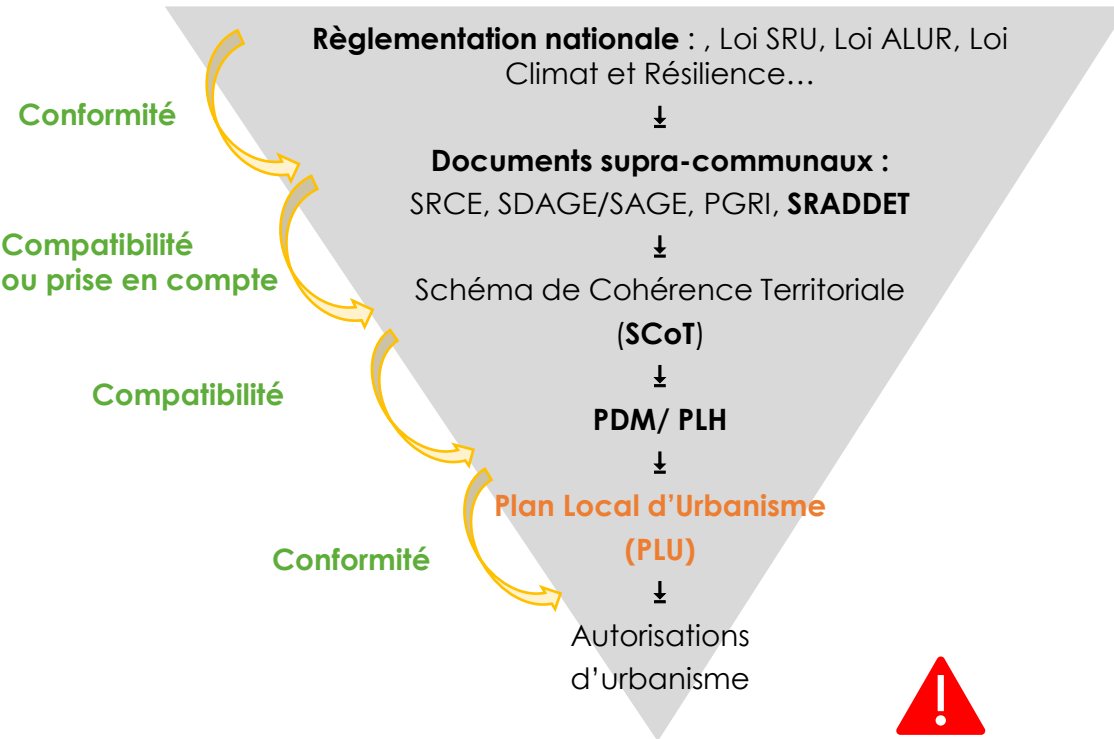 Règlementation nationale : , Loi SRU, Loi ALUR, Loi
Climat et Résilience…
Conformité
Documents supra-communaux :
SRCE, SDAGE/SAGE, PGRI, SRADDET
Compatibilité
ou prise en compte
Schéma de Cohérence Territoriale
(SCoT)
Compatibilité
PDM/ PLH
Plan Local d’Urbanisme
(PLU)
Conformité
Autorisations
d’urbanisme